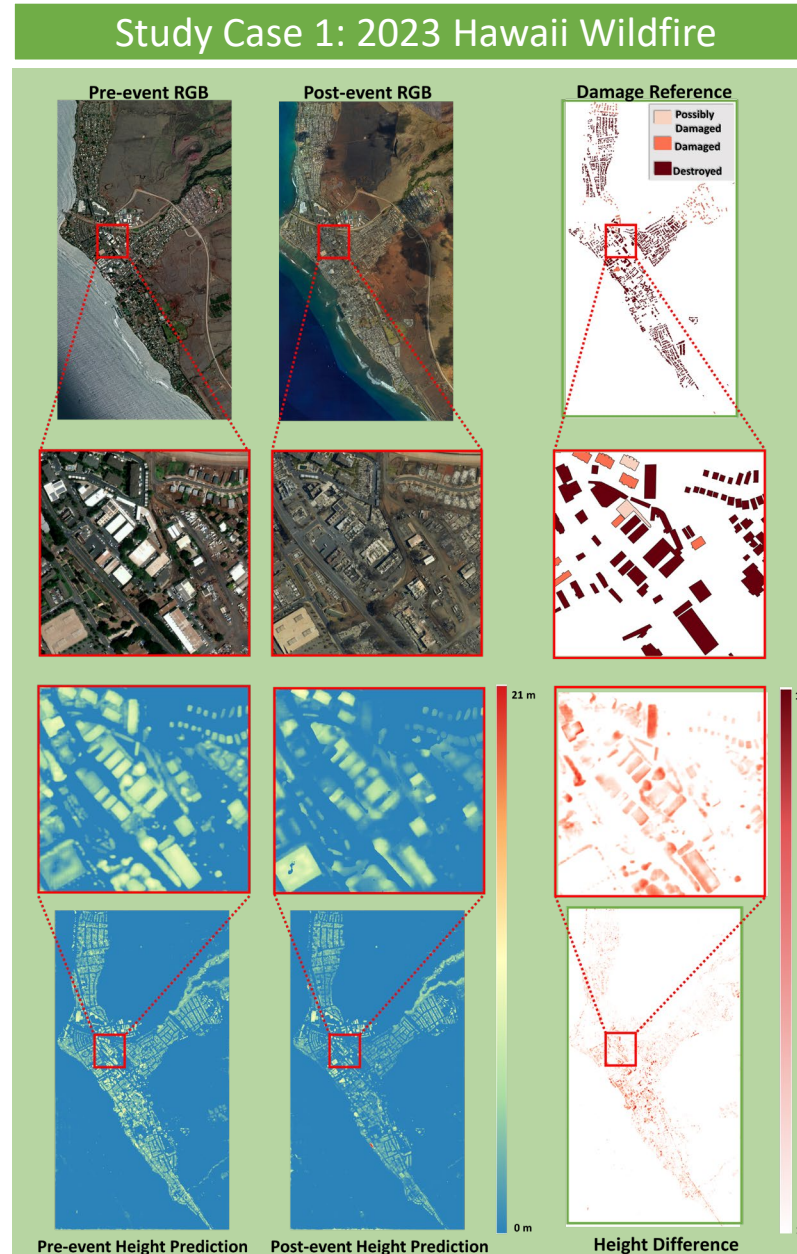 Study Case 1: 2023 Hawaii Wildfire
Pre-event RGB
Post-event RGB
Damage Reference
Possibly
Damaged
Damaged
Destroyed
21 m
0 m
Pre-event Height Prediction
Post-event Height Prediction
Height Difference